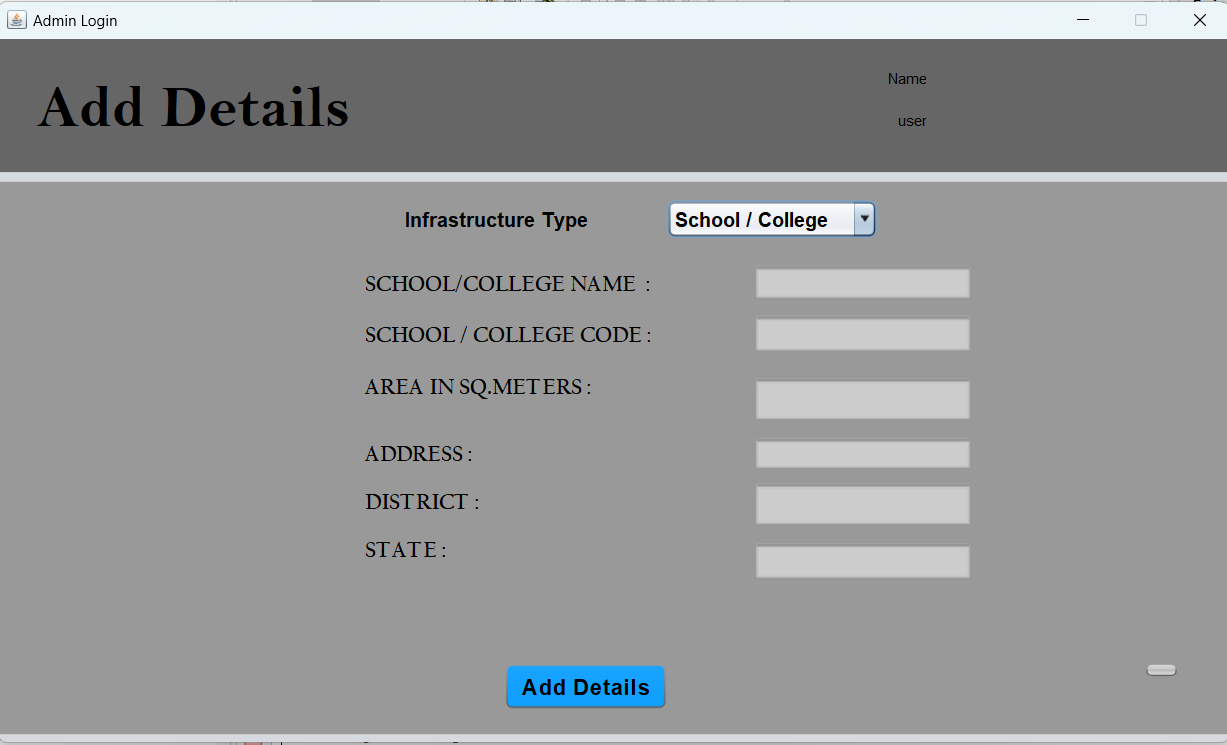 Admin Login
Add Details
Name
user
Infrastructure Type
School / College
SCHOOL/COLLEGE NAME :
SCHOOL / COLLEGE CODE :
AREA IN SQ.METERS :
ADDRESS :
DISTRICT :
STATE :
Add Details